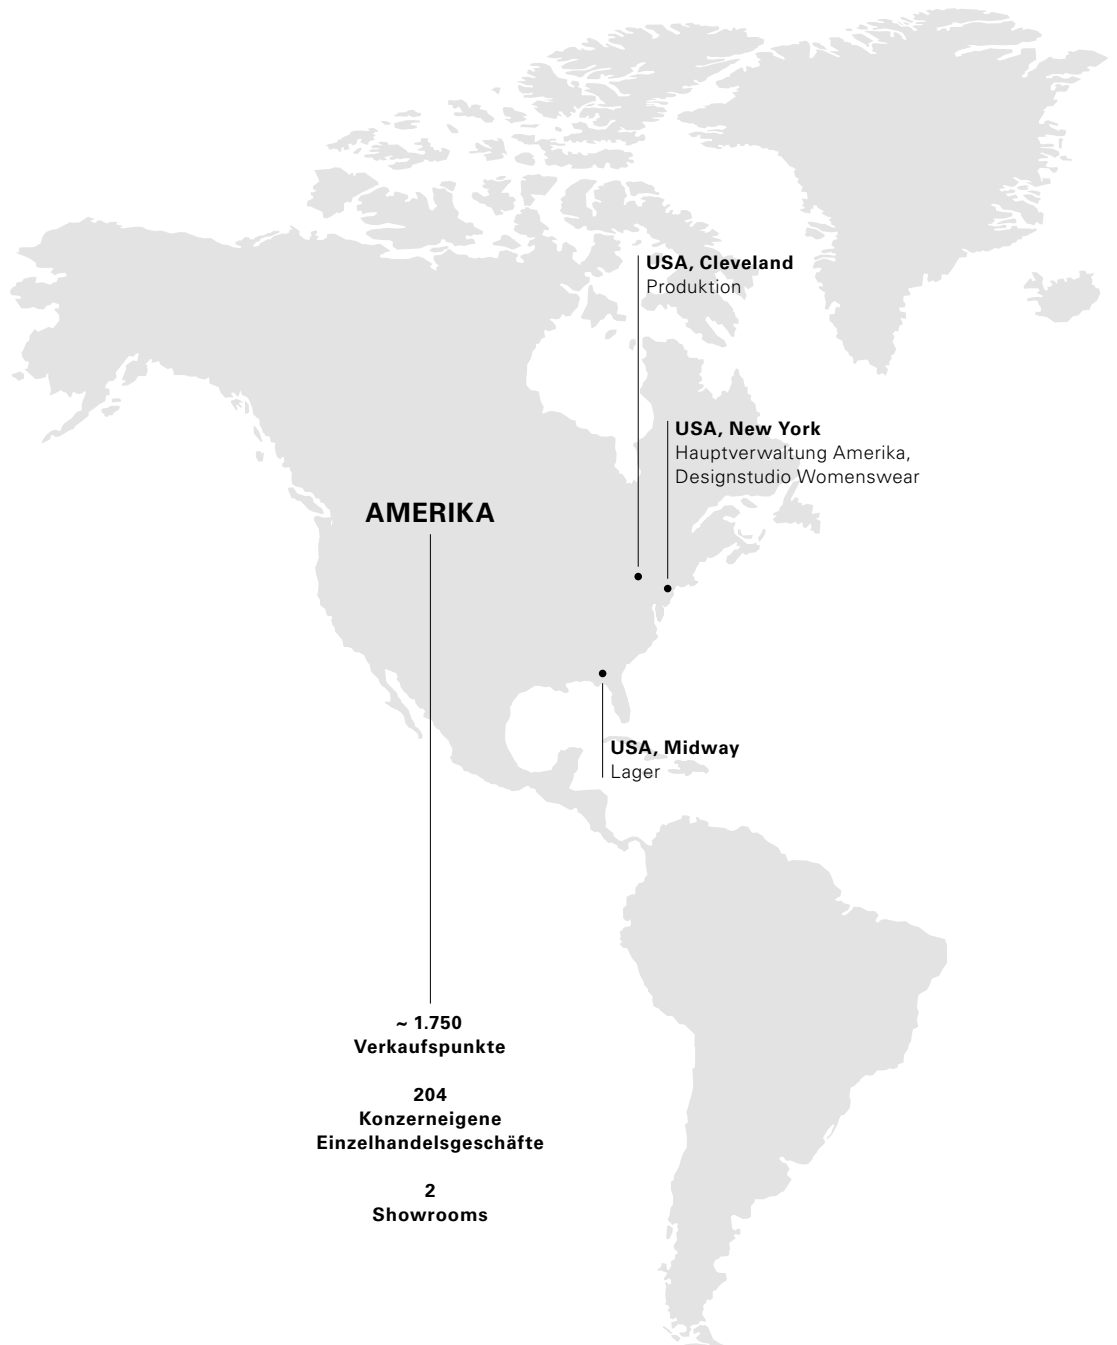 USA, Cleveland
Produktion
USA, New York
Hauptverwaltung Amerika,
Designstudio Womenswear
AMERIKA
USA, Midway
Lager
~ 1.750
Verkaufspunkte
204
Konzerneigene
Einzelhandelsgeschäfte
2
Showrooms